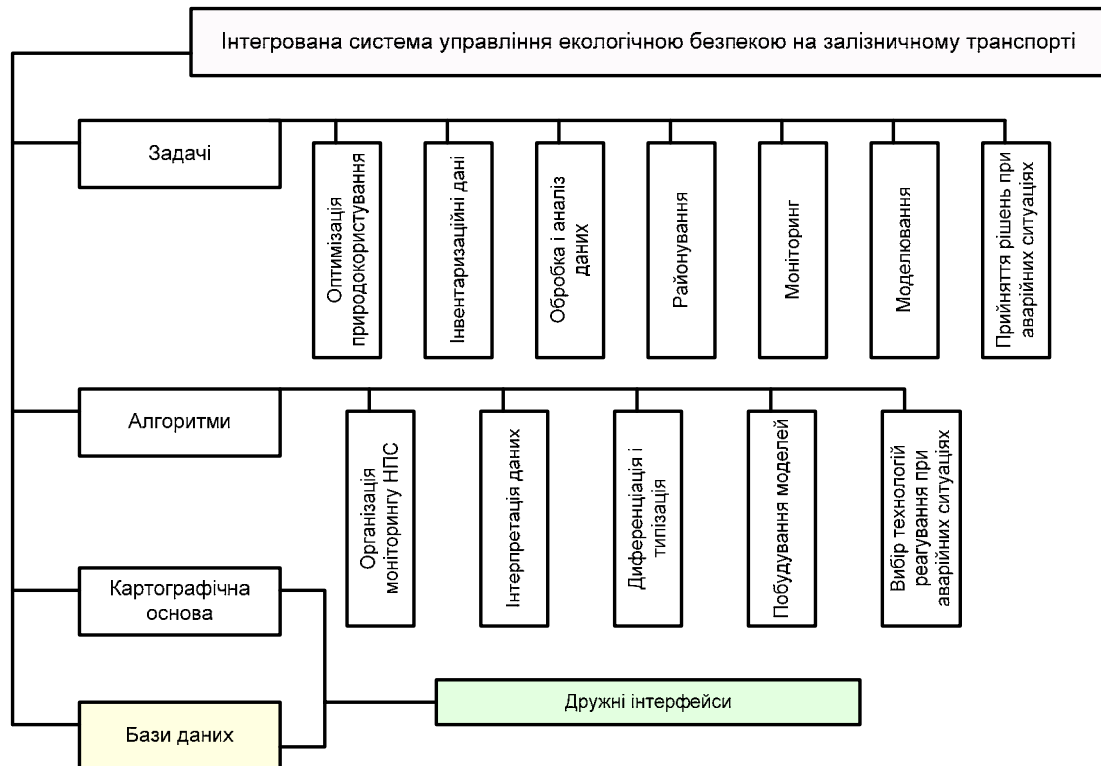 Інтегрована система управління екологічною безпекою на залізничному транспорті
Задачі
Оптимізація
природокористування
Інвентаризаційні дані
Обробка і аналіз
даних
Районування
Моніторинг
Моделювання
Прийняття рішень при
аварійних ситуаціях
Алгоритми
Організація
моніторингу НПС
Інтерпретація даних
Диференціація і
типізація
Побудування моделей
Вибір технологій
реагування при
аварійних ситуаціях
Картографічна
основа
Дружні інтерфейси
Бази даних